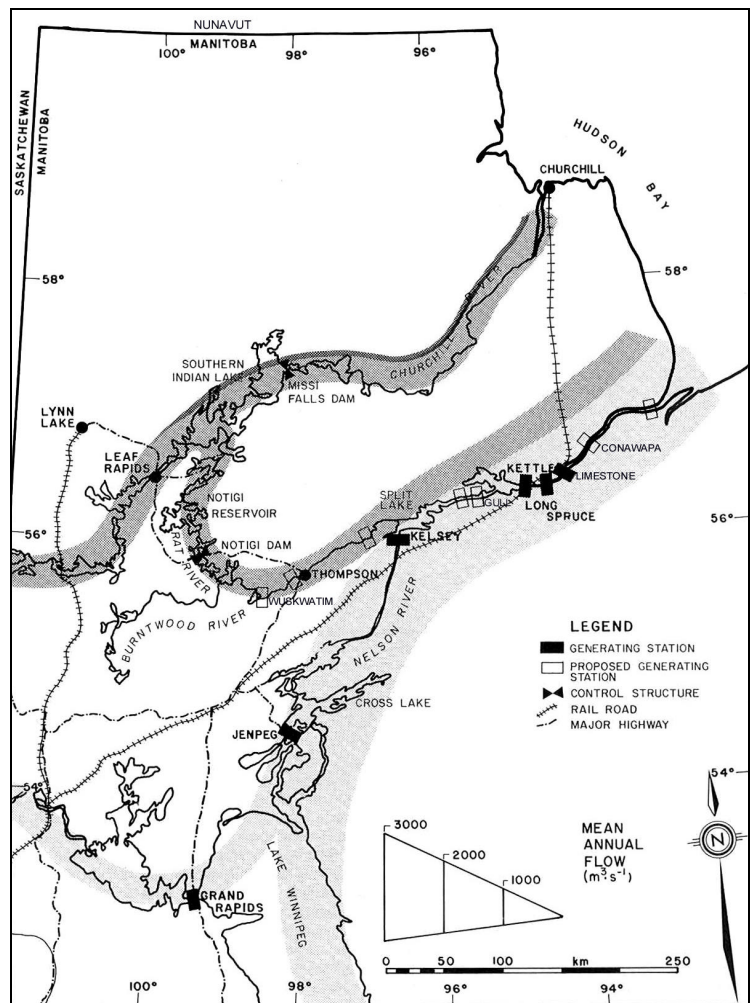 NUNAVUT
MANITOBA
100°
98°
96°
SASKATCHEWAN
MANITOBA
HUDSON
BAY
CHURCHILL
58°
58°
CHURCHILL RIVER
SOUTHERN
INDIAN LAKE
MISSI
FALLS DAM
LYNN
LAKE
LEAF
RAPIDS
NOTIGI
RESERVOIR
SPLIT
LAKE
KETTLE
CONAWAPA
LIMESTONE
GULL
LONG
SPRUCE
56°
56°
RAT RIVER
NOTIGI DAM
KELSEY
THOMPSON
WUSKWATIM
BURNTWOOD RIVER
NELSON RIVER
CROSS LAKE
JENPEG
LEGEND
GENERATING STATION
PROPOSED GENERATING
STATION
CONTROL STRUCTURE
RAIL ROAD
MAJOR HIGHWAY
54°
54°
GRAND
RAPIDS
LAKE WINNIPEG
3000
2000
1000
MEAN
ANNUAL
FLOW
(m³·s⁻¹)
N
0 50 100 km 250
100°
98°
96°
94°